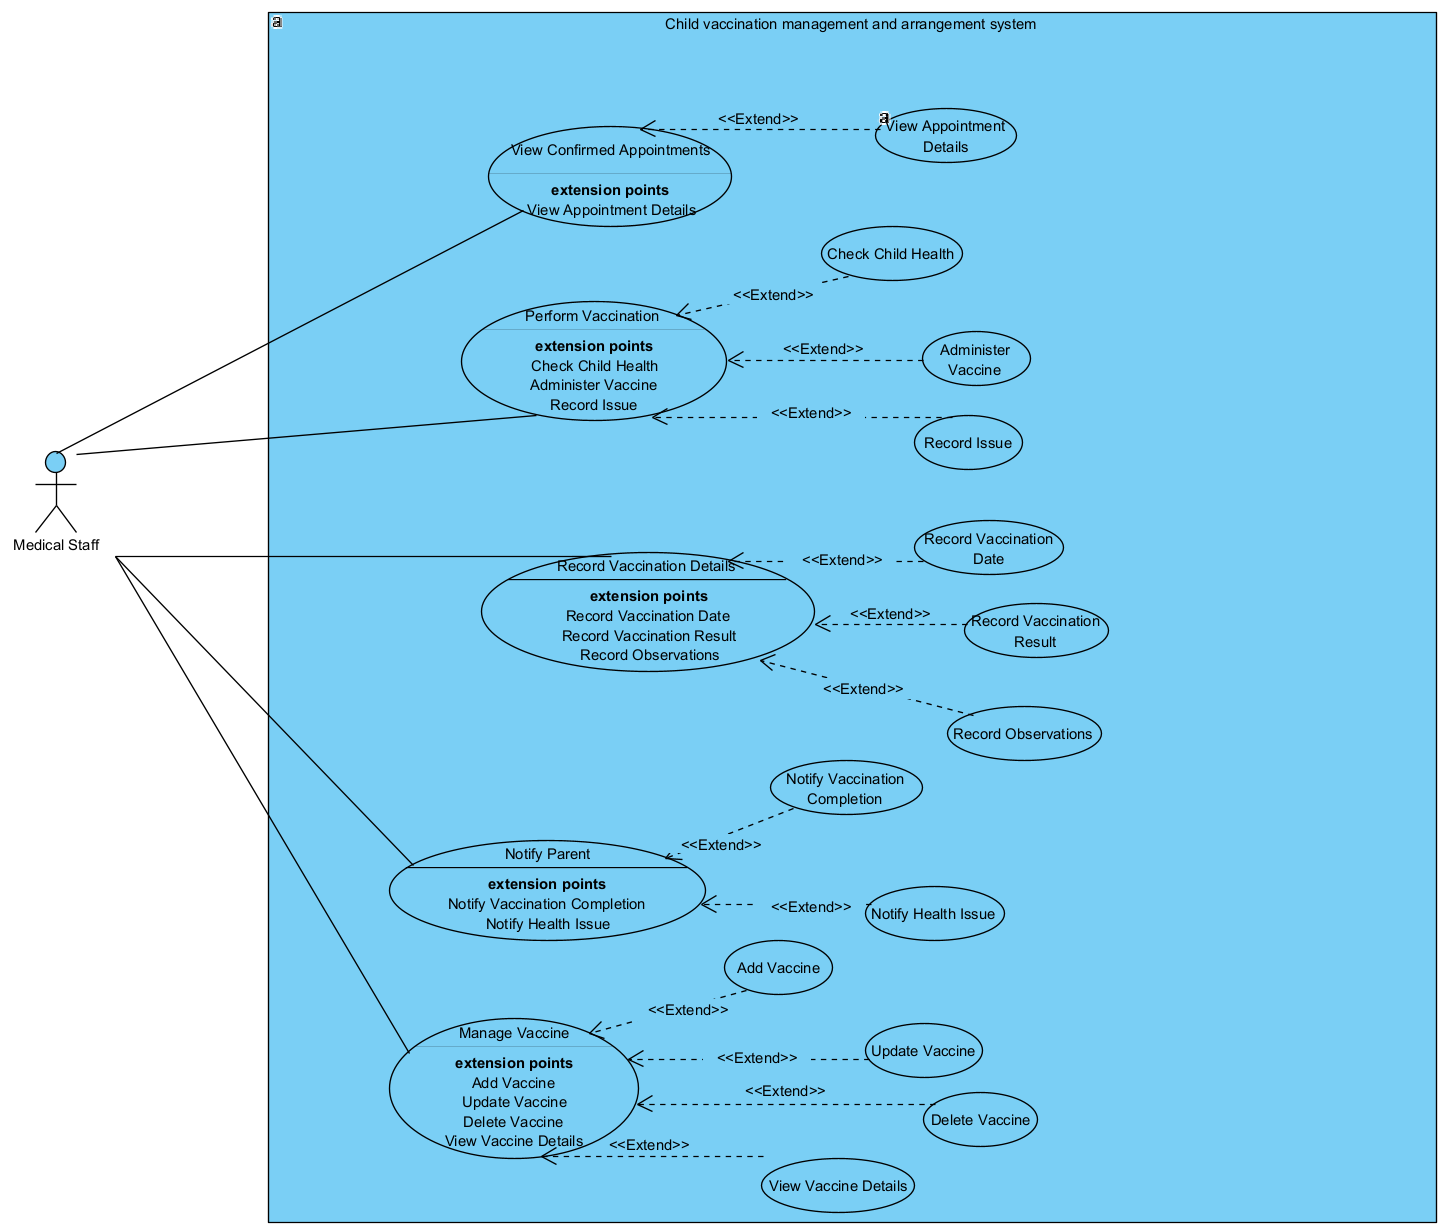 a
Child vaccination management and arrangement system
<<Extend>>
a
View Appointment
Details
View Confirmed Appointments
extension points
View Appointment Details
Check Child Health
<<Extend>>
Perform Vaccination
extension points
Check Child Health
Administer Vaccine
Record Issue
<<Extend>>
Administer
Vaccine
<<Extend>>
Record Issue
Medical Staff
Record Vaccination
Date
<<Extend>>
Record Vaccination Details
extension points
Record Vaccination Date
Record Vaccination Result
Record Observations
<<Extend>>
Record Vaccination
Result
<<Extend>>
Record Observations
Notify Vaccination
Completion
<<Extend>>
Notify Parent
extension points
Notify Vaccination Completion
Notify Health Issue
<<Extend>>
Notify Health Issue
Add Vaccine
<<Extend>>
Manage Vaccine
extension points
Add Vaccine
Update Vaccine
Delete Vaccine
View Vaccine Details
<<Extend>>
Update Vaccine
<<Extend>>
Delete Vaccine
<<Extend>>
View Vaccine Details